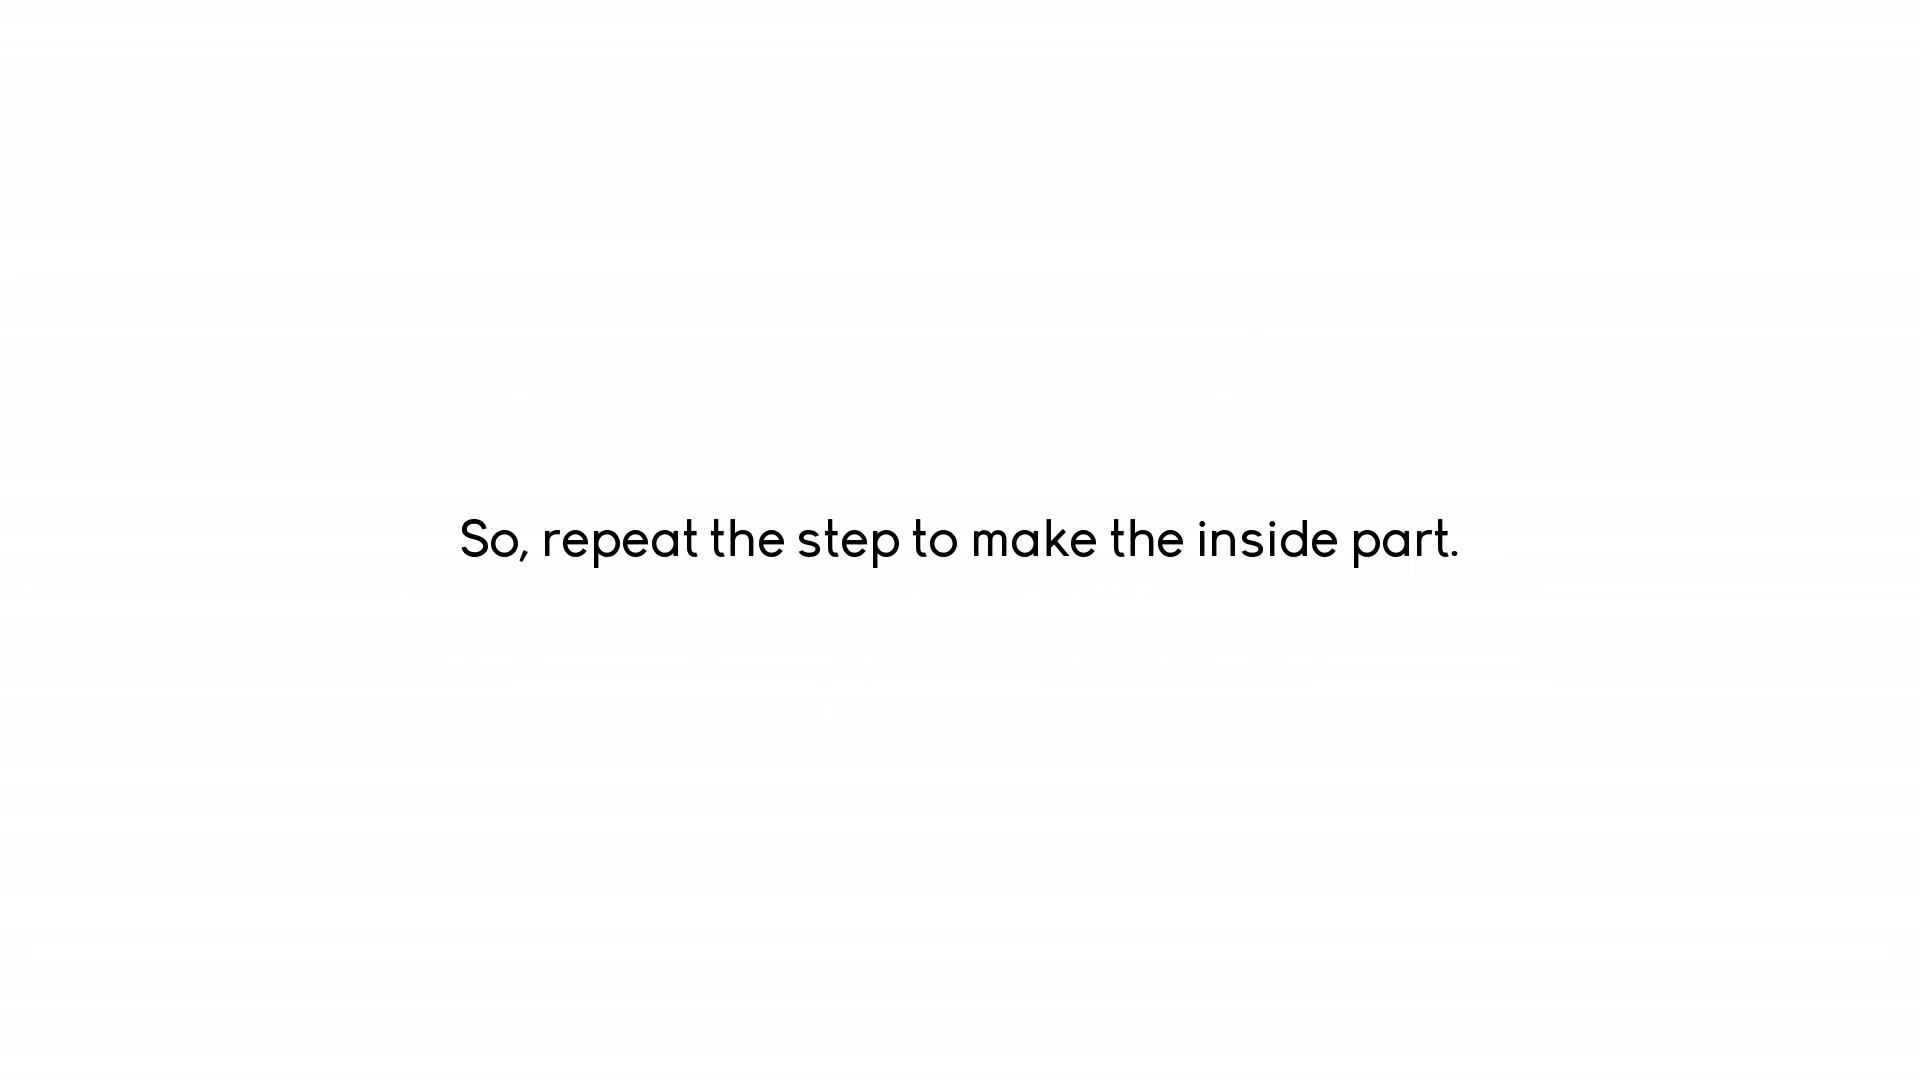 So, repeat the step to make the inside part.